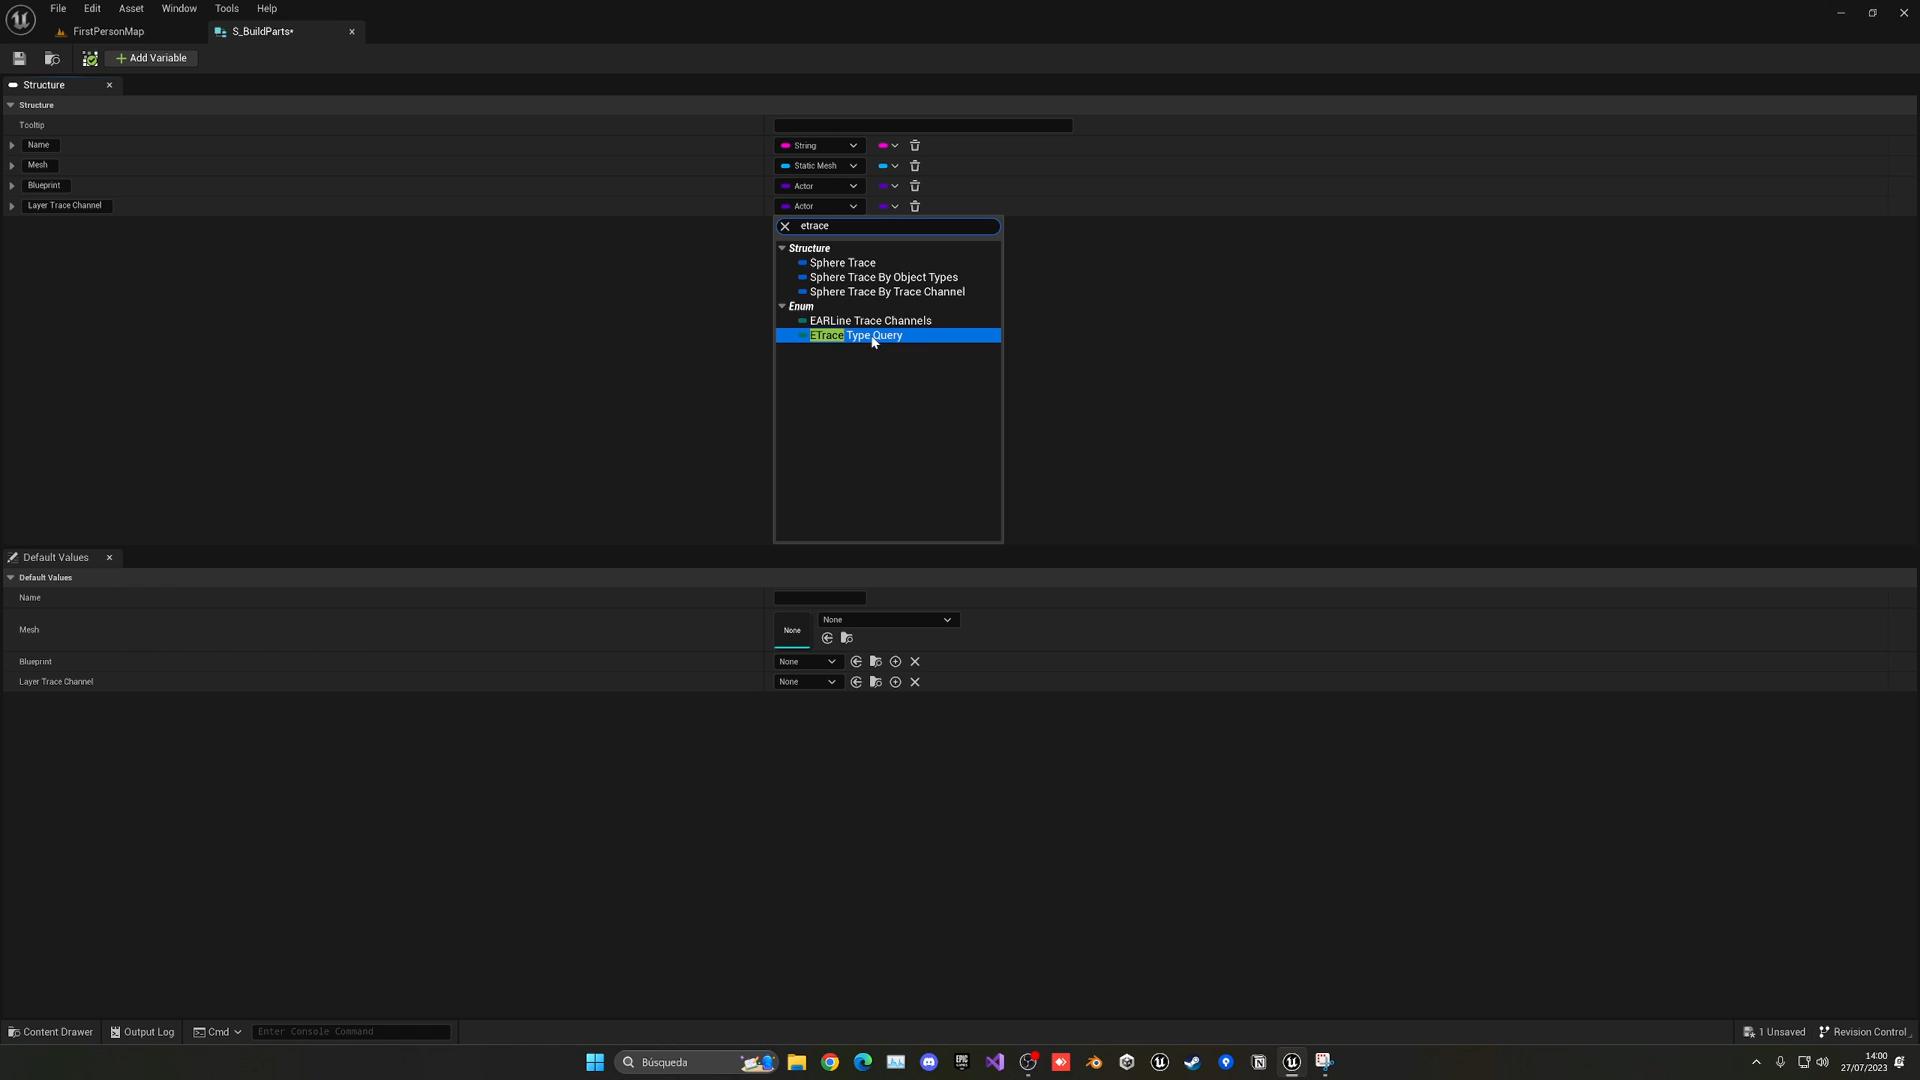 File Edit Asset Window Tools Help
FirstPersonMap S_BuildParts*
Add Variable
Structure
Structure
Tooltip
Name String
Mesh Static Mesh
Blueprint Actor
Layer Trace Channel Actor
etrace
Structure
Sphere Trace
Sphere Trace By Object Types
Sphere Trace By Trace Channel
Enum
EARLine Trace Channels
ETrace Type Query
Default Values
Default Values
Name
None
Mesh None
Blueprint None
Layer Trace Channel None
Content Drawer Output Log Cmd Enter Console Command 1 Unsaved Revision Control
Búsqueda
14:00
27/07/2023